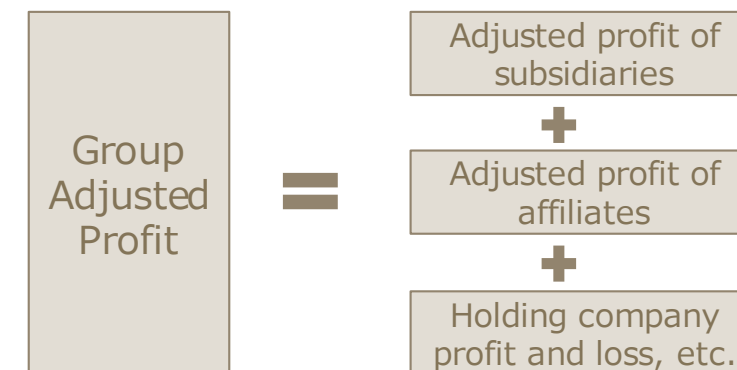 Group
Adjusted
Profit
=
Adjusted profit of
subsidiaries
+
Adjusted profit of
affiliates
+
Holding company
profit and loss, etc.